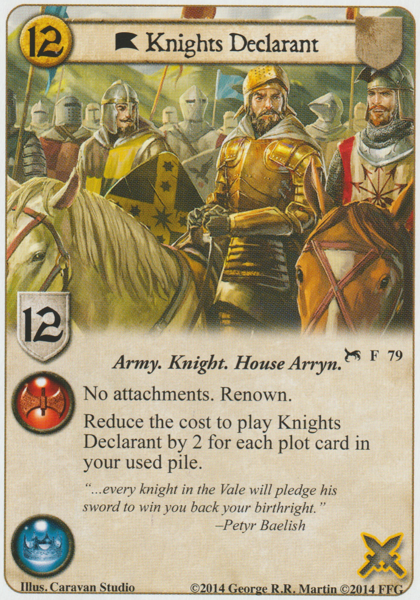 12
Knights Declarant
12
Army. Knight. House Arryn.
F 79
No attachments. Renown.
Reduce the cost to play Knights
Declarant by 2 for each plot card in
your used pile.
“...every knight in the Vale will pledge his
sword to win you back your birthright.”
–Petyr Baelish
Illus. Caravan Studio
©2014 George R.R. Martin ©2014 FFG